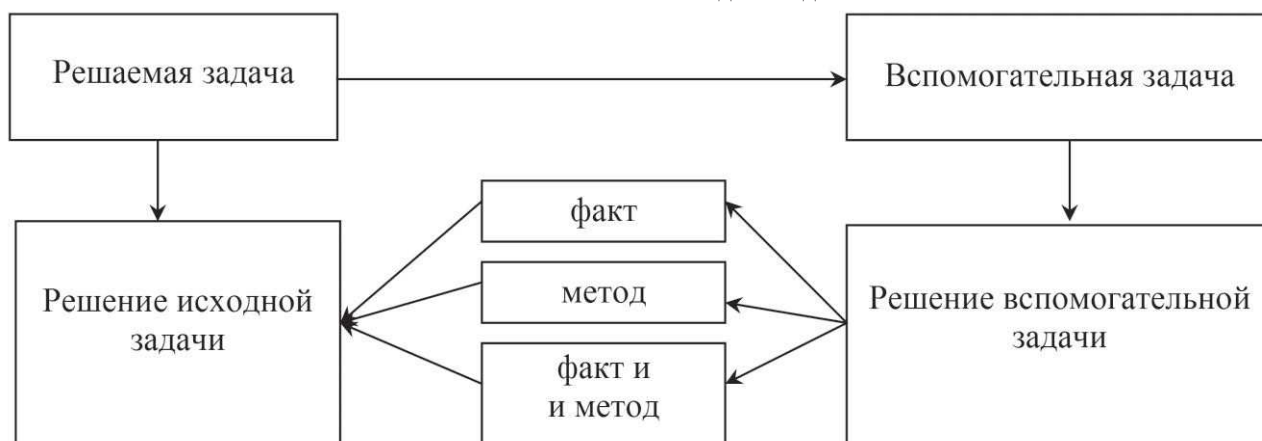 Решаемая задача
Вспомогательная задача
факт
метод
факт и
и метод
Решение исходной
задачи
Решение вспомогательной
задачи